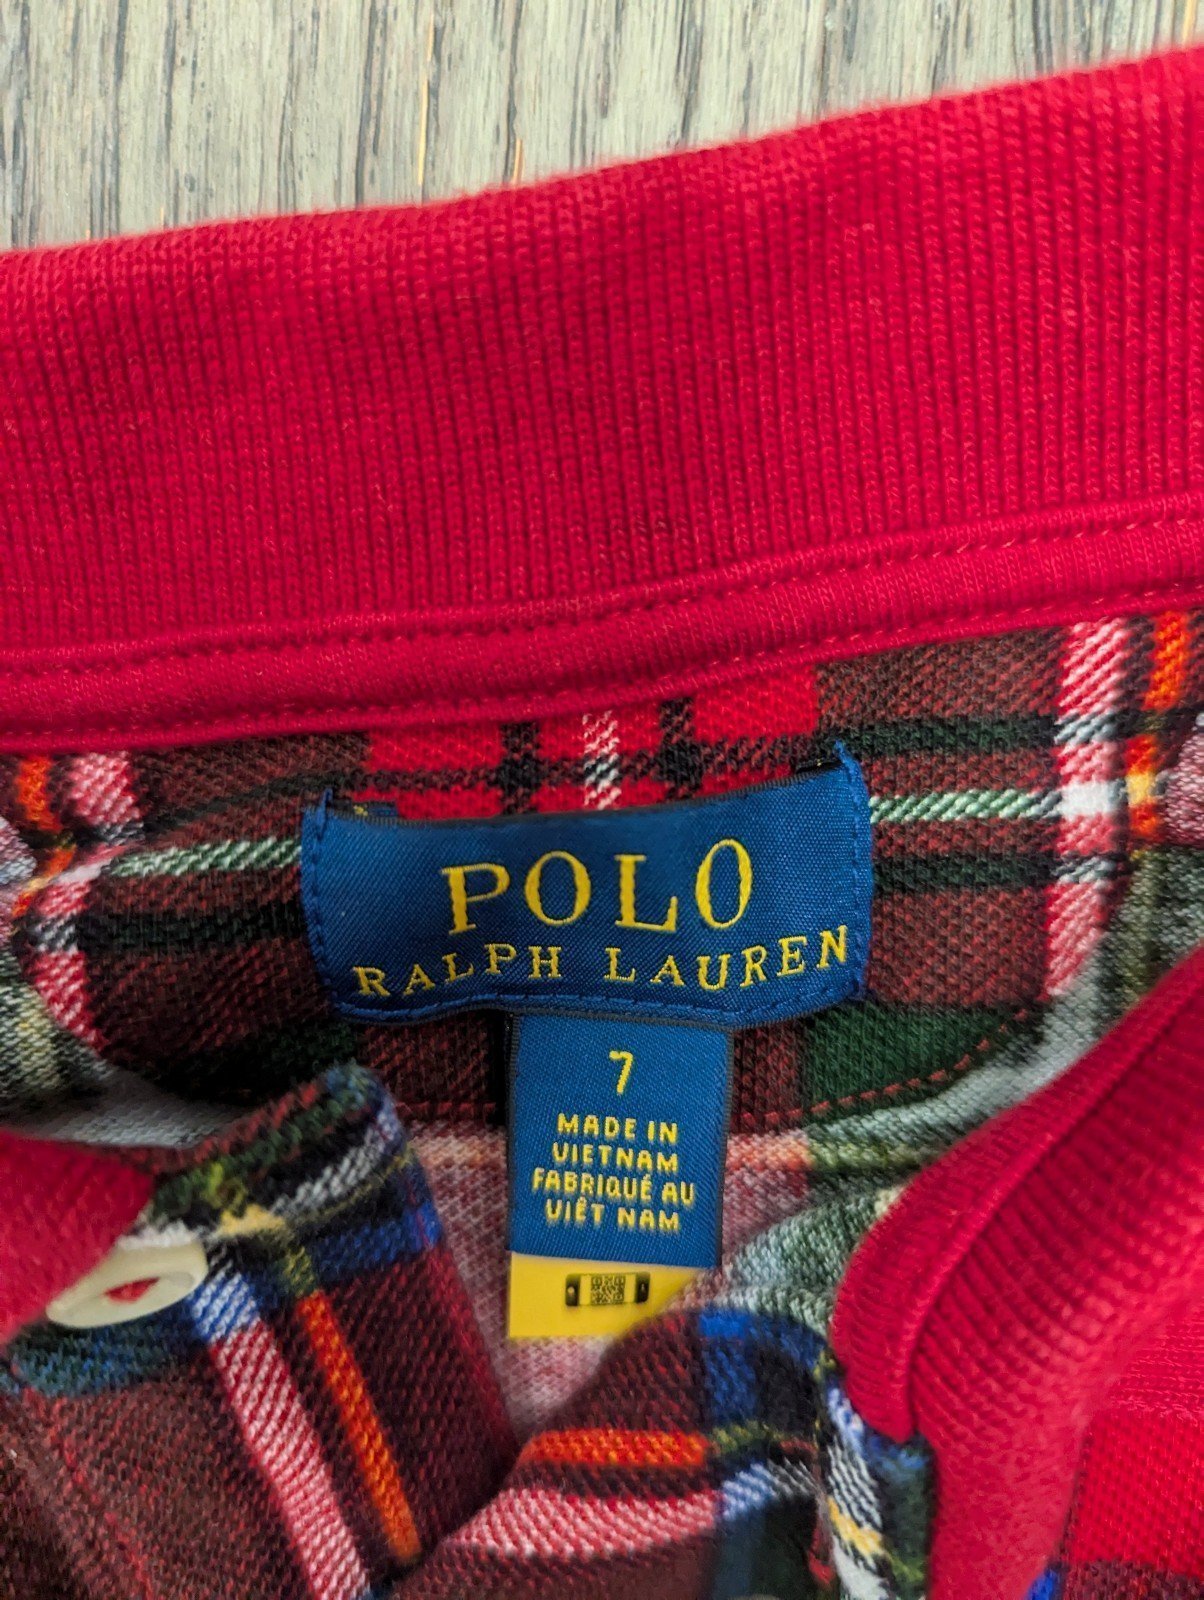 POLO
RALPH LAUREN
7
MADE IN
VIETNAM
FABRIQUÉ AU
VIÊT NAM